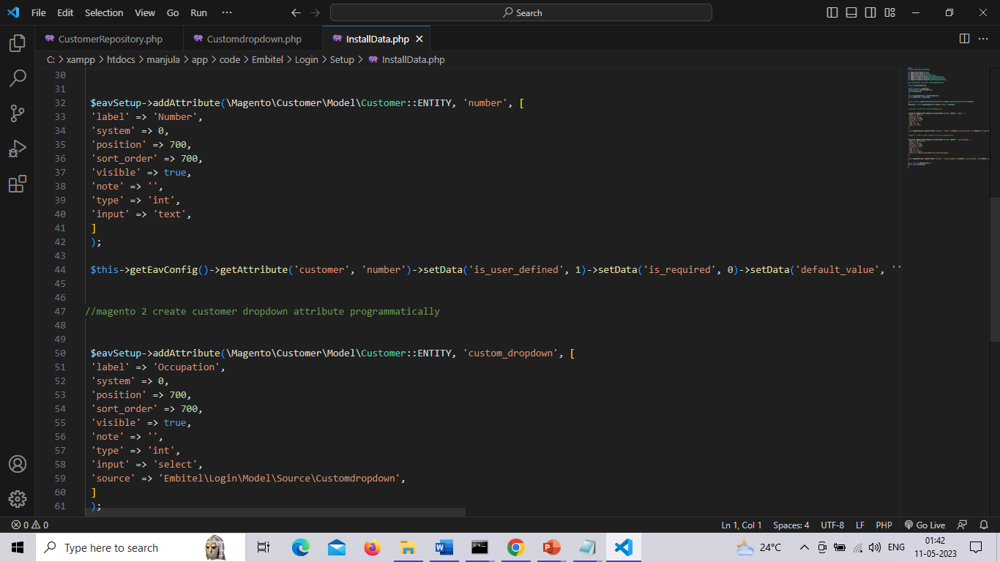 File Edit Selection View Go Run ··· Search
CustomerRepository.php Customdropdown.php InstallData.php
C: > xampp > htdocs > manjula > app > code > Embitel > Login > Setup > InstallData.php
30
31
32 $eavSetup->addAttribute(\Magento\Customer\Model\Customer::ENTITY, 'number', [
33 'label' => 'Number',
34 'system' => 0,
35 'position' => 700,
36 'sort_order' => 700,
37 'visible' => true,
38 'note' => '',
39 'type' => 'int',
40 'input' => 'text',
41 ]
42 );
43
44 $this->getEavConfig()->getAttribute('customer', 'number')->setData('is_user_defined', 1)->setData('is_required', 0)->setData('default_value', ''
45
46
47 //magento 2 create customer dropdown attribute programmatically
48
49
50 $eavSetup->addAttribute(\Magento\Customer\Model\Customer::ENTITY, 'custom_dropdown', [
51 'label' => 'Occupation',
52 'system' => 0,
53 'position' => 700,
54 'sort_order' => 700,
55 'visible' => true,
56 'note' => '',
57 'type' => 'int',
58 'input' => 'select',
59 'source' => 'Embitel\Login\Model\Source\Customdropdown',
60 ]
61 );
0 0 Ln 1, Col 1 Spaces: 4 UTF-8 LF PHP Go Live
Type here to search 24°C ENG 01:42
11-05-2023